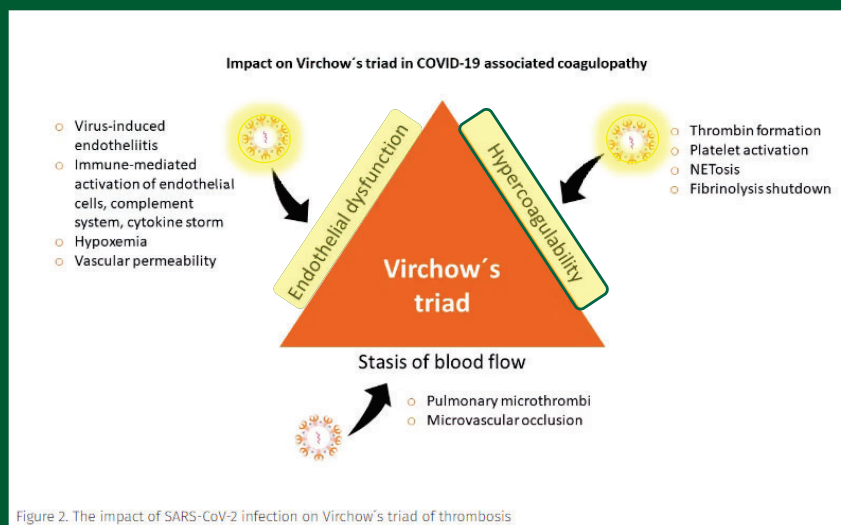 Impact on Virchow´s triad in COVID-19 associated coagulopathy
Virus-induced
endotheliitis
Immune-mediated
activation of endothelial
cells, complement
system, cytokine storm
Hypoxemia
Vascular permeability
Endothelial dysfunction
Hypercoagulability
Thrombin formation
Platelet activation
NETosis
Fibrinolysis shutdown
Virchow´s
triad
Stasis of blood flow
Pulmonary microthrombi
Microvascular occlusion
Figure 2. The impact of SARS-CoV-2 infection on Virchow´s triad of thrombosis